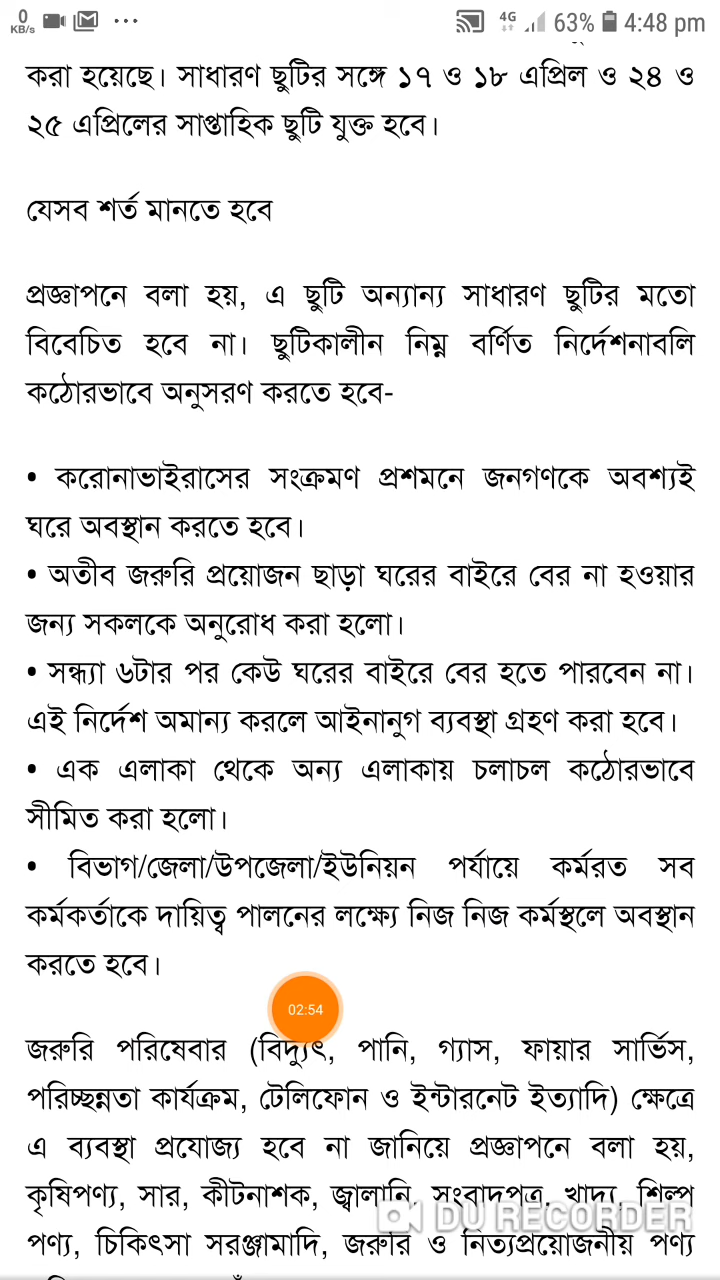 0
KB/s
4G
63%
4:48 pm
করা হয়েছে। সাধারণ ছুটির সঙ্গে ১৭ ও ১৮ এপ্রিল ও ২৪ ও
২৫ এপ্রিলের সাপ্তাহিক ছুটি যুক্ত হবে।
যেসব শর্ত মানতে হবে
প্রজ্ঞাপনে বলা হয়, এ ছুটি অন্যান্য সাধারণ ছুটির মতো
বিবেচিত হবে না। ছুটিকালীন নিম্ন বর্ণিত নির্দেশনাবলি
কঠোরভাবে অনুসরণ করতে হবে-
• করোনাভাইরাসের সংক্রমণ প্রশমনে জনগণকে অবশ্যই
ঘরে অবস্থান করতে হবে।
• অতীব জরুরি প্রয়োজন ছাড়া ঘরের বাইরে বের না হওয়ার
জন্য সকলকে অনুরোধ করা হলো।
• সন্ধ্যা ৬টার পর কেউ ঘরের বাইরে বের হতে পারবেন না।
এই নির্দেশ অমান্য করলে আইনানুগ ব্যবস্থা গ্রহণ করা হবে।
• এক এলাকা থেকে অন্য এলাকায় চলাচল কঠোরভাবে
সীমিত করা হলো।
• বিভাগ/জেলা/উপজেলা/ইউনিয়ন পর্যায়ে কর্মরত সব
কর্মকর্তাকে দায়িত্ব পালনের লক্ষ্যে নিজ নিজ কর্মস্থলে অবস্থান
করতে হবে।
02:54
জরুরি পরিষেবার (বিদ্যুৎ, পানি, গ্যাস, ফায়ার সার্ভিস,
পরিচ্ছন্নতা কার্যক্রম, টেলিফোন ও ইন্টারনেট ইত্যাদি) ক্ষেত্রে
এ ব্যবস্থা প্রযোজ্য হবে না জানিয়ে প্রজ্ঞাপনে বলা হয়,
কৃষিপণ্য, সার, কীটনাশক, জ্বালানি, সংবাদপত্র, খাদ্য, শিল্প
DU RECORDER
পণ্য, চিকিৎসা সরঞ্জামাদি, জরুরি ও নিত্যপ্রয়োজনীয় পণ্য